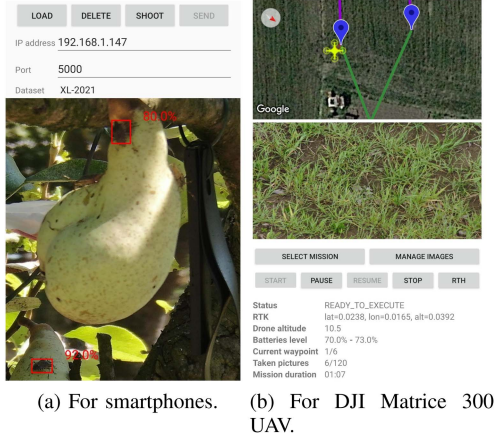 LOAD DELETE SHOOT SEND
IP address 192.168.1.147
Port 5000
Dataset XL-2021
80.0%
92.0%
(a) For smartphones.
Google
SELECT MISSION MANAGE IMAGES
START PAUSE RESUME STOP RTH
Status READY_TO_EXECUTE
RTK lat=0.0238, lon=0.0165, alt=0.0392
Drone altitude 10.5
Batteries level 70.0% - 73.0%
Current waypoint 1/6
Taken pictures 6/120
Mission duration 01:07
(b) For DJI Matrice 300
UAV.